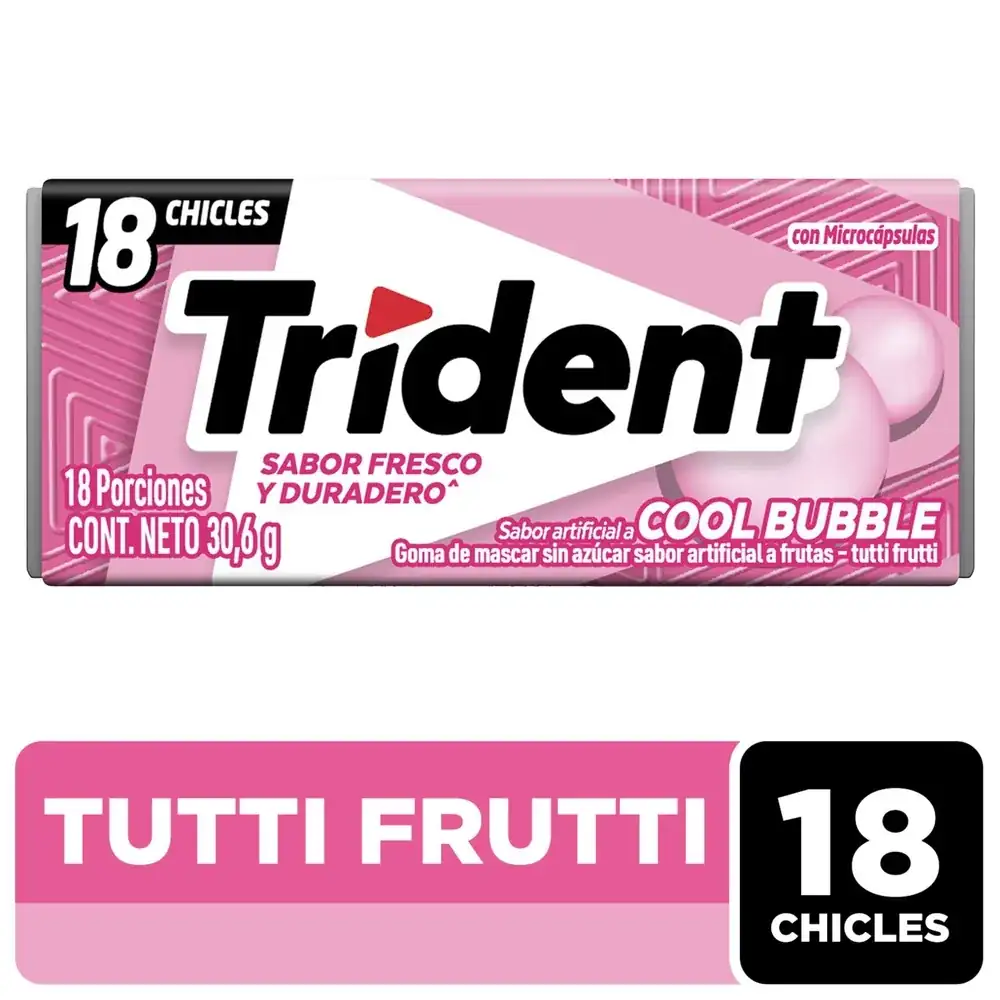 18 CHICLES
con Microcápsulas
Trident
SABOR FRESCO
Y DURADERO^
18 Porciones
CONT. NETO 30,6 g
Sabor artificial a COOL BUBBLE
Goma de mascar sin azúcar sabor artificial a frutas - tutti frutti
TUTTI FRUTTI
18
CHICLES